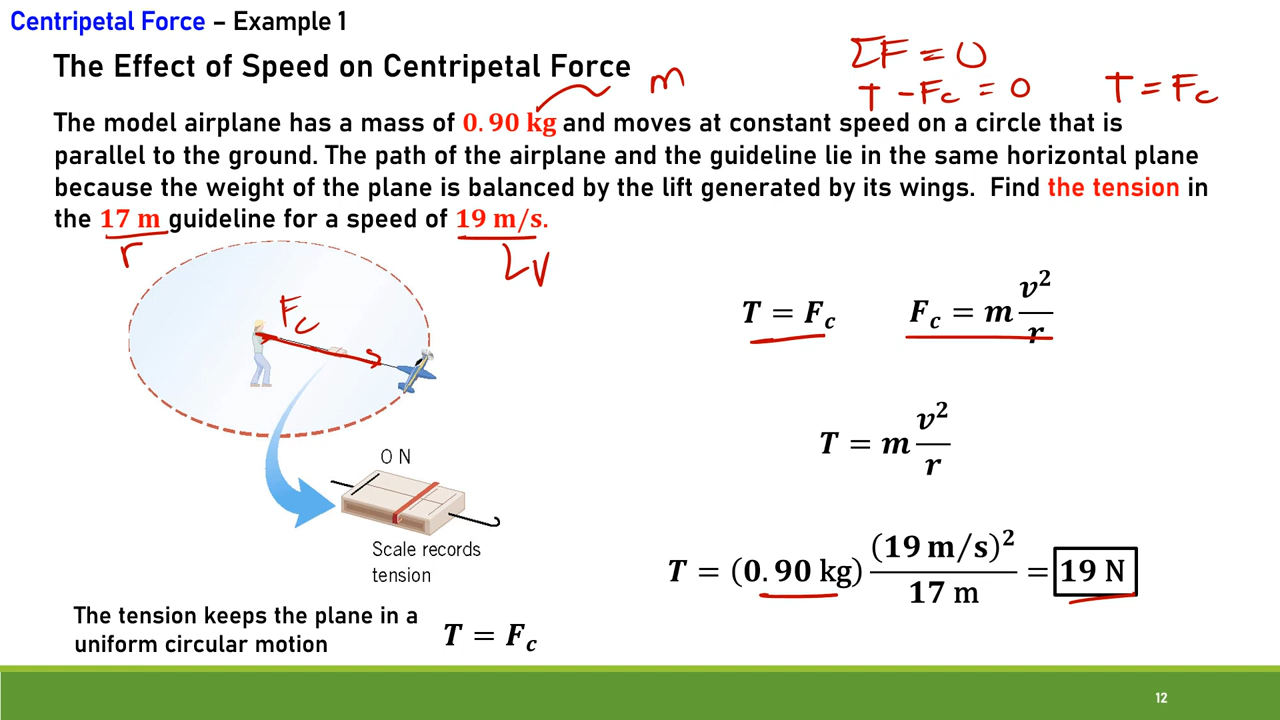 Centripetal Force – Example 1
The Effect of Speed on Centripetal Force
m
ΣF = 0
T - Fc = 0
T = Fc
The model airplane has a mass of 0.90 kg and moves at constant speed on a circle that is
parallel to the ground. The path of the airplane and the guideline lie in the same horizontal plane
because the weight of the plane is balanced by the lift generated by its wings. Find the tension in
the 17 m guideline for a speed of 19 m/s.
r
v
Fc
T = Fc
Fc = m v²/r
T = m v²/r
O N
Scale records
tension
T = (0.90 kg) (19 m/s)²/17 m = 19 N
The tension keeps the plane in a
uniform circular motion
T = Fc
12